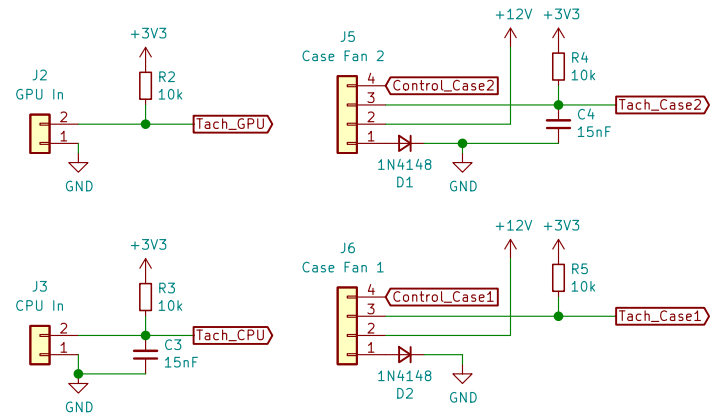 J2
GPU In
2
1
+3V3
R2
10k
Tach_GPU
GND
J5
Case Fan 2
4
3
2
1
Control_Case2
+12V
+3V3
R4
10k
Tach_Case2
C4
15nF
1N4148
D1
GND
J3
CPU In
2
1
+3V3
R3
10k
Tach_CPU
C3
15nF
GND
J6
Case Fan 1
4
3
2
1
Control_Case1
+12V
+3V3
R5
10k
Tach_Case1
1N4148
D2
GND